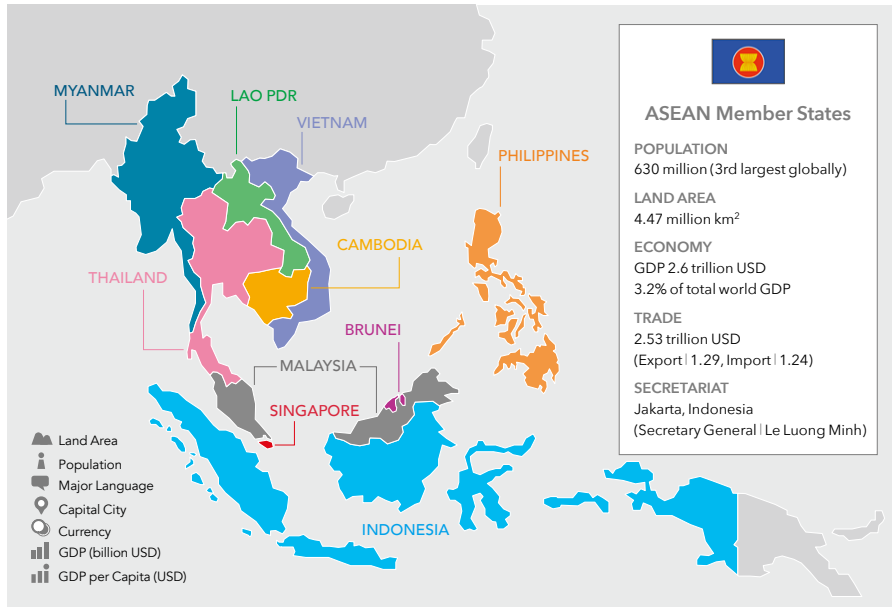 MYANMAR
LAO PDR
VIETNAM
PHILIPPINES
CAMBODIA
THAILAND
BRUNEI
MALAYSIA
SINGAPORE
INDONESIA
Land Area
Population
Major Language
Capital City
Currency
GDP (billion USD)
GDP per Capita (USD)
ASEAN Member States
POPULATION
630 million (3rd largest globally)
LAND AREA
4.47 million km²
ECONOMY
GDP 2.6 trillion USD
3.2% of total world GDP
TRADE
2.53 trillion USD
(Export | 1.29, Import | 1.24)
SECRETARIAT
Jakarta, Indonesia
(Secretary General | Le Luong Minh)